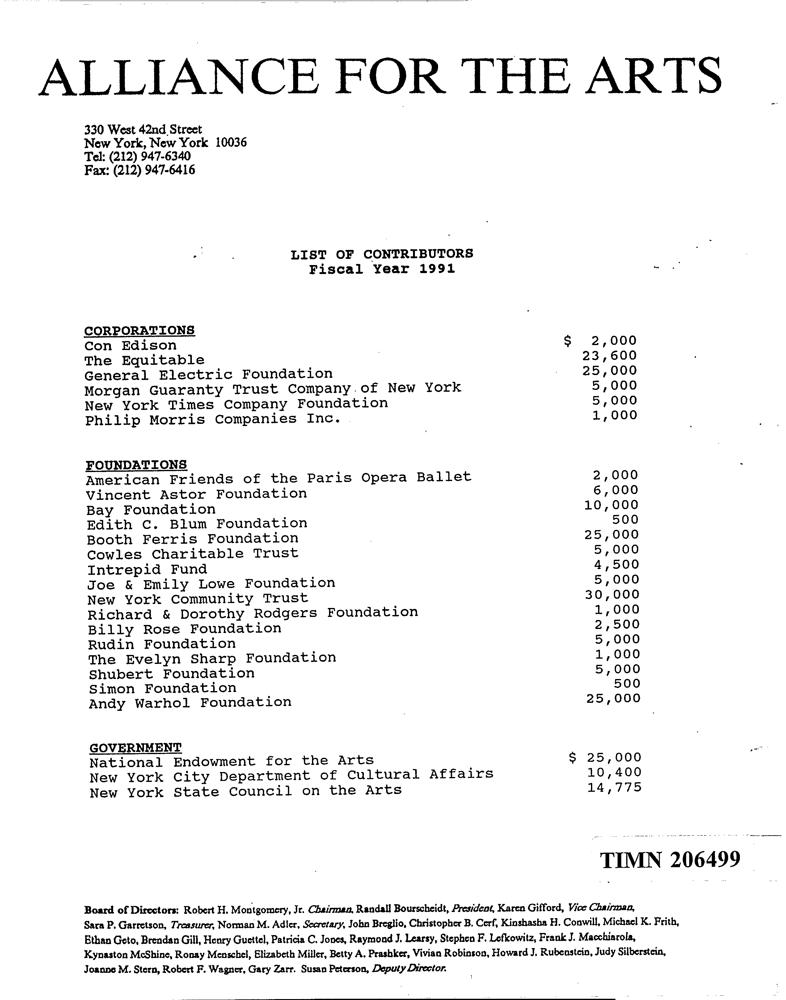 ALLIANCE FOR THE ARTS
330 West 42nd Street
New York, New York 10036
Tel: (212) 947-6340
Fax: (212) 947-6416
LIST OF CONTRIBUTORS
Fiscal Year 1991
CORPORATIONS
Con Edison $ 2,000
The Equitable 23,600
General Electric Foundation 25,000
Morgan Guaranty Trust Company of New York 5,000
New York Times Company Foundation 5,000
Philip Morris Companies Inc. 1,000
FOUNDATIONS
American Friends of the Paris Opera Ballet 2,000
Vincent Astor Foundation 6,000
Bay Foundation 10,000
Edith C. Blum Foundation 500
Booth Ferris Foundation 25,000
Cowles Charitable Trust 5,000
Intrepid Fund 4,500
Joe & Emily Lowe Foundation 5,000
New York Community Trust 30,000
Richard & Dorothy Rodgers Foundation 1,000
Billy Rose Foundation 2,500
Rudin Foundation 5,000
The Evelyn Sharp Foundation 1,000
Shubert Foundation 5,000
Simon Foundation 500
Andy Warhol Foundation 25,000
GOVERNMENT
National Endowment for the Arts $ 25,000
New York City Department of Cultural Affairs 10,400
New York State Council on the Arts 14,775
TIMN 206499
Board of Directors: Robert H. Montgomery, Jr. Chairman, Randall Bourscheidt, President, Karen Gifford, Vice Chairman,
Sara P. Garretson, Treasurer, Norman M. Adler, Secretary, John Breglio, Christopher B. Cerf, Kinshasha H. Conwill, Michael K. Frith,
Ethan Geto, Brendan Gill, Henry Guettel, Patricia C. Jones, Raymond J. Learsy, Stephen F. Lefkowitz, Frank J. Macchiarola,
Kynaston McShine, Ronay Menschel, Elizabeth Miller, Betty A. Prashker, Vivian Robinson, Howard J. Rubenstein, Judy Silberstein,
Joanne M. Stern, Robert F. Wagner, Gary Zarr. Susan Peterson, Deputy Director.